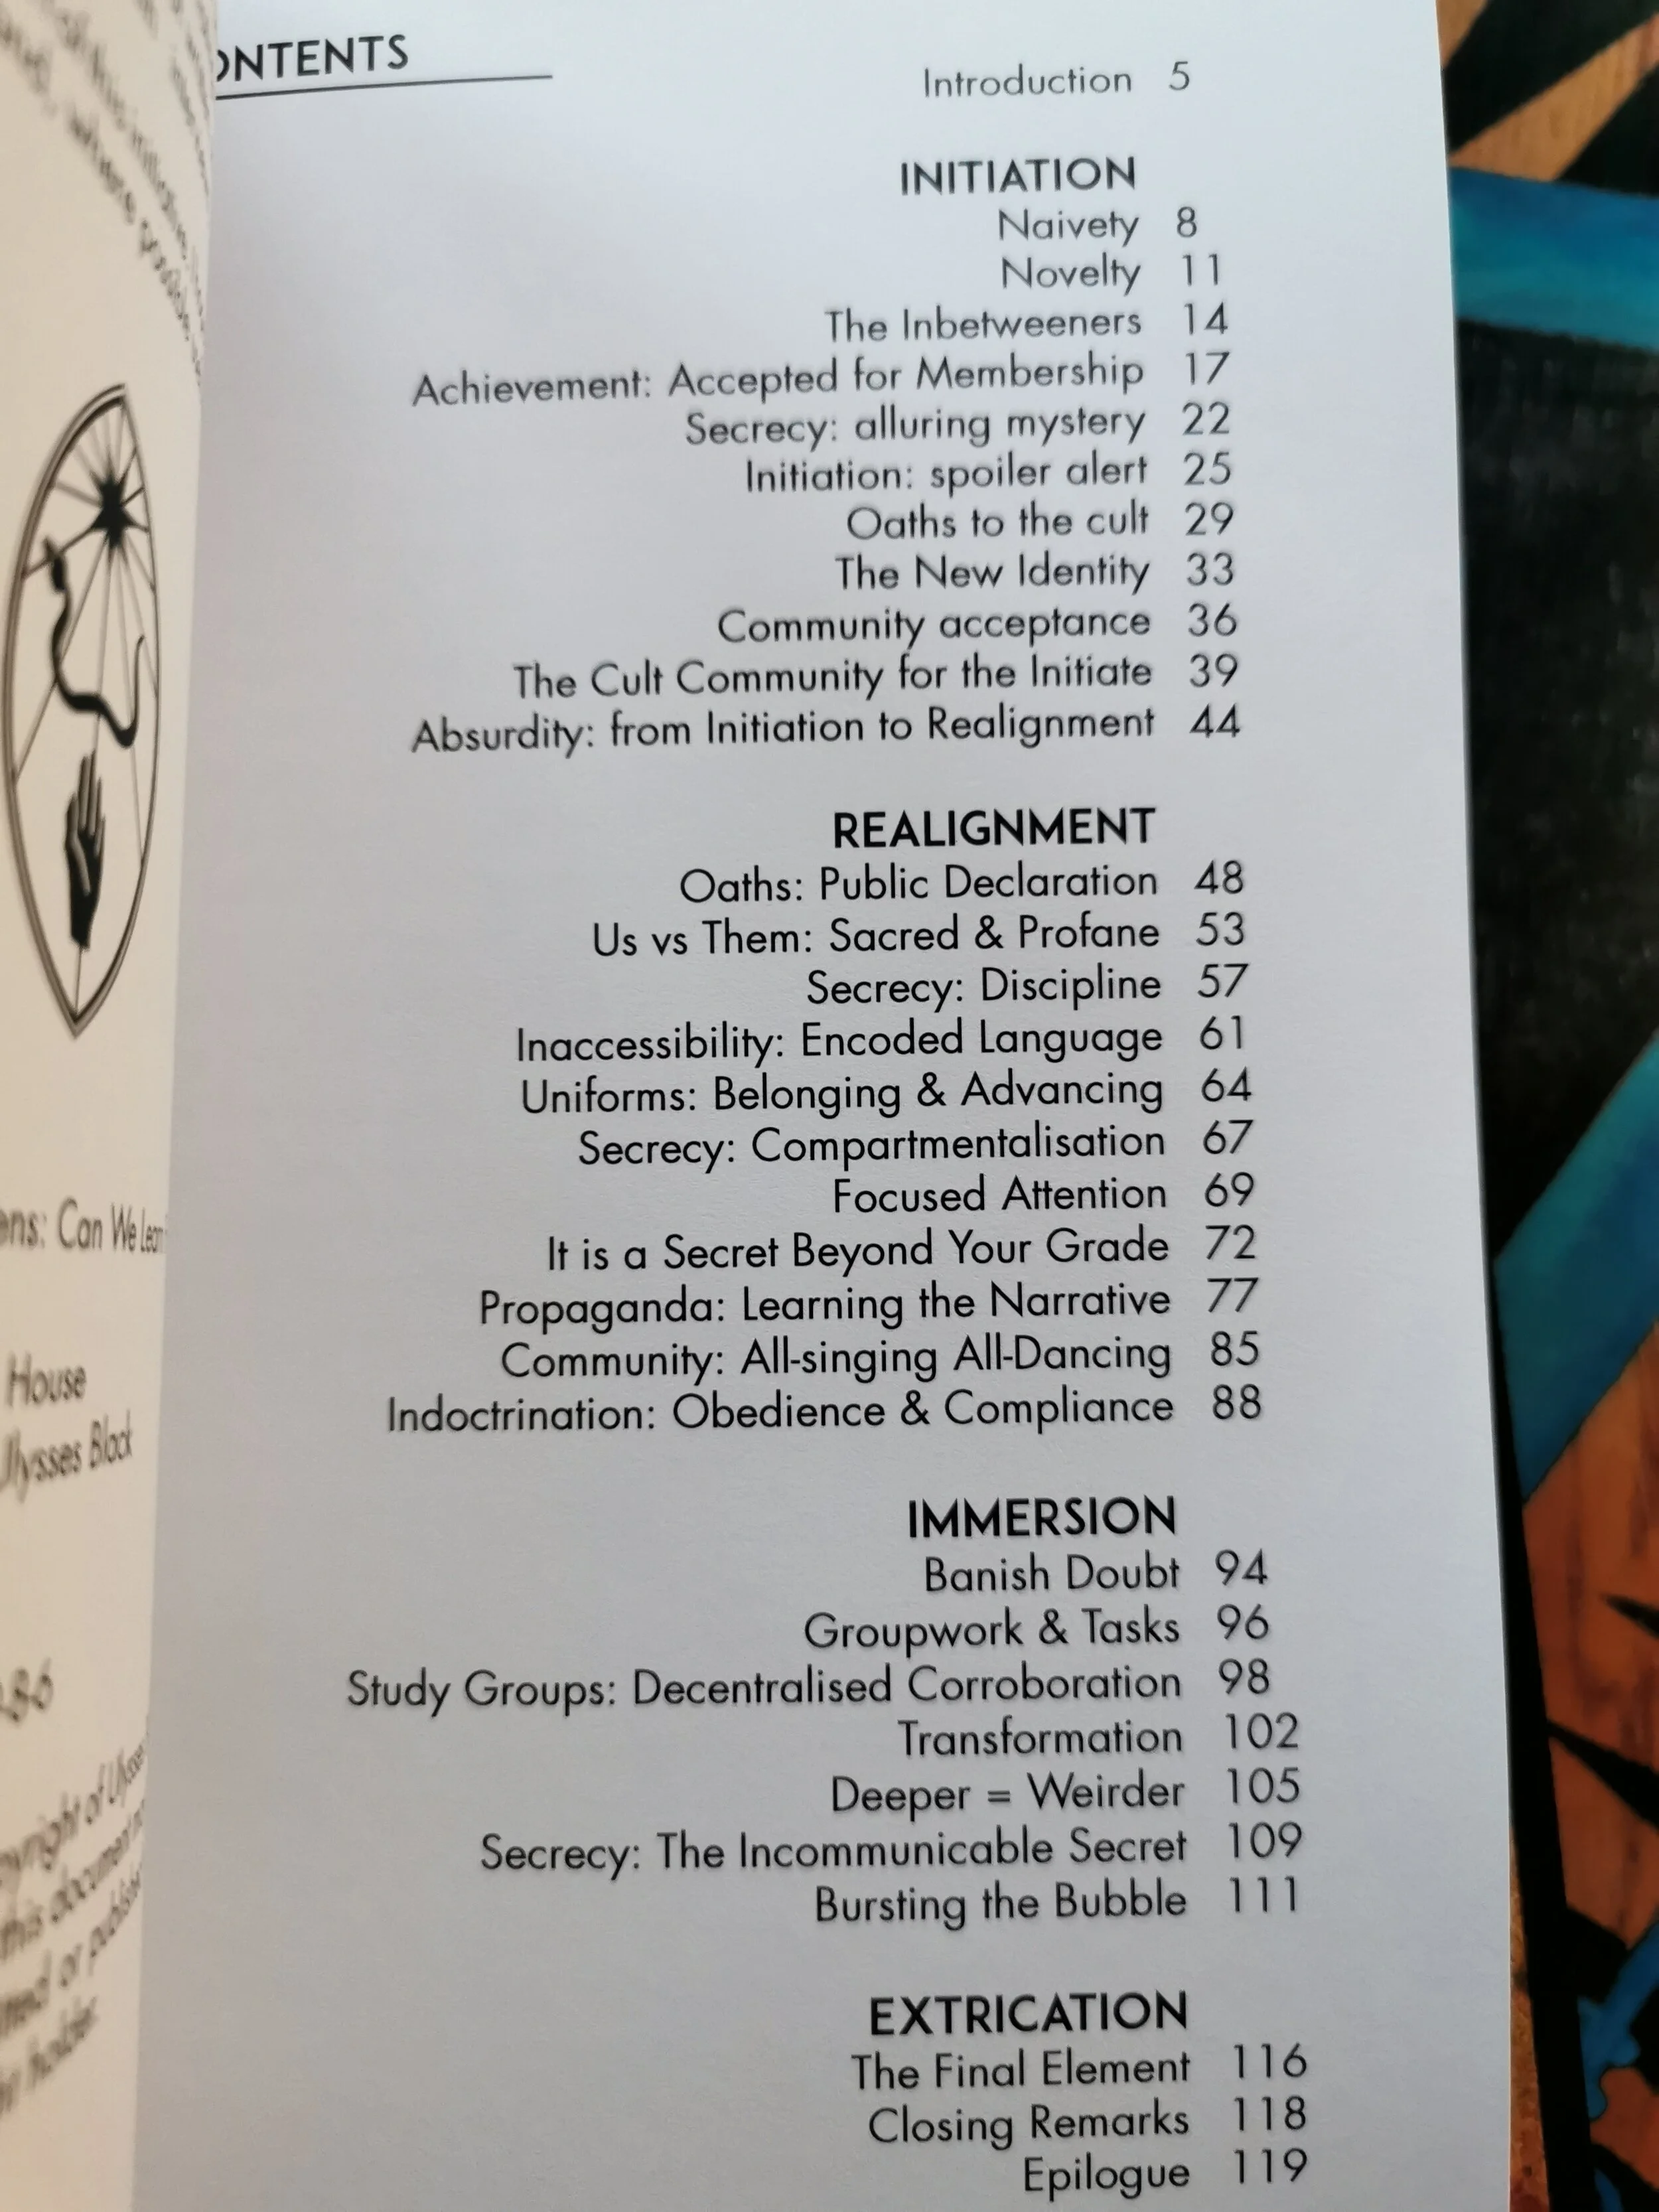 ens: Can We
House
Ulysses Black
-86
CONTENTS
Introduction 5
INITIATION
Naivety 8
Novelty 11
The Inbetweeners 14
Achievement: Accepted for Membership 17
Secrecy: alluring mystery 22
Initiation: spoiler alert 25
Oaths to the cult 29
The New Identity 33
Community acceptance 36
The Cult Community for the Initiate 39
Absurdity: from Initiation to Realignment 44
REALIGNMENT
Oaths: Public Declaration 48
Us vs Them: Sacred & Profane 53
Secrecy: Discipline 57
Inaccessibility: Encoded Language 61
Uniforms: Belonging & Advancing 64
Secrecy: Compartmentalisation 67
Focused Attention 69
It is a Secret Beyond Your Grade 72
Propaganda: Learning the Narrative 77
Community: All-singing All-Dancing 85
Indoctrination: Obedience & Compliance 88
IMMERSION
Banish Doubt 94
Groupwork & Tasks 96
Study Groups: Decentralised Corroboration 98
Transformation 102
Deeper = Weirder 105
Secrecy: The Incommunicable Secret 109
Bursting the Bubble 111
EXTRICATION
The Final Element 116
Closing Remarks 118
Epilogue 119